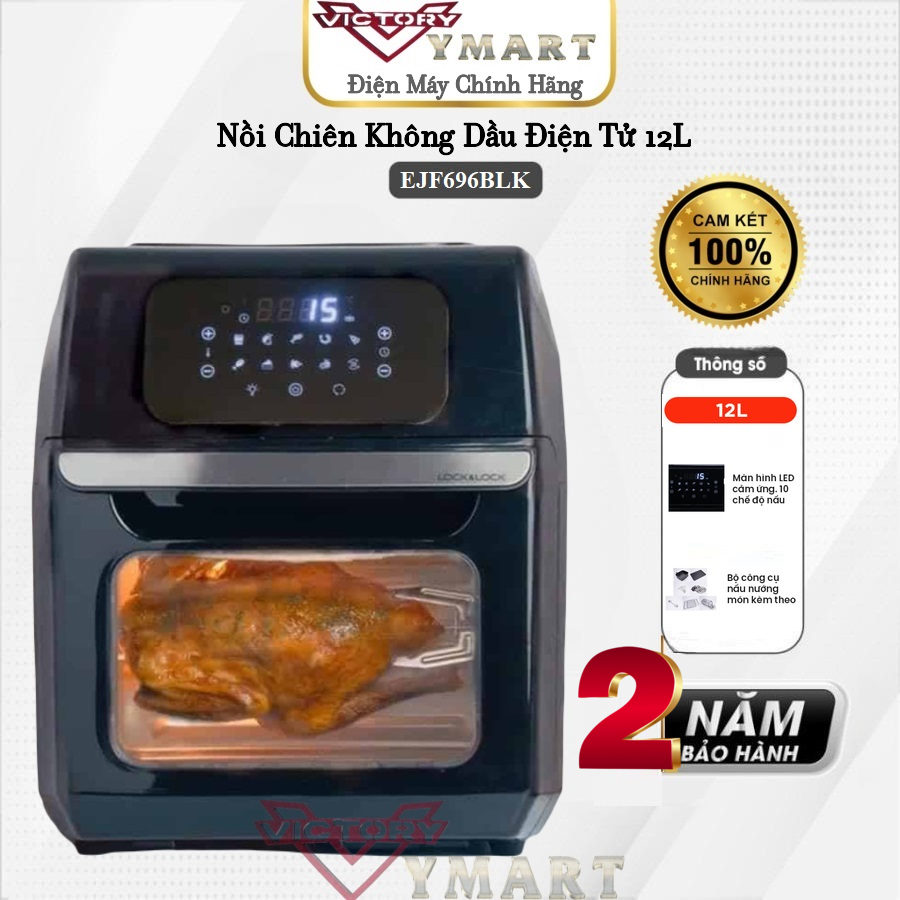 VICTORY
YMART
Điện Máy Chính Hãng
Nồi Chiên Không Dầu Điện Tử 12L
EJF696BLK
CAM KẾT
100%
CHÍNH HÃNG
15
Thông số
12L
LOCK&LOCK
15
Màn hình LED
cảm ứng. 10
chế độ nấu
Bộ công cụ
nấu nướng
món kèm theo
2
NĂM
BẢO HÀNH
VICTORY
YMART